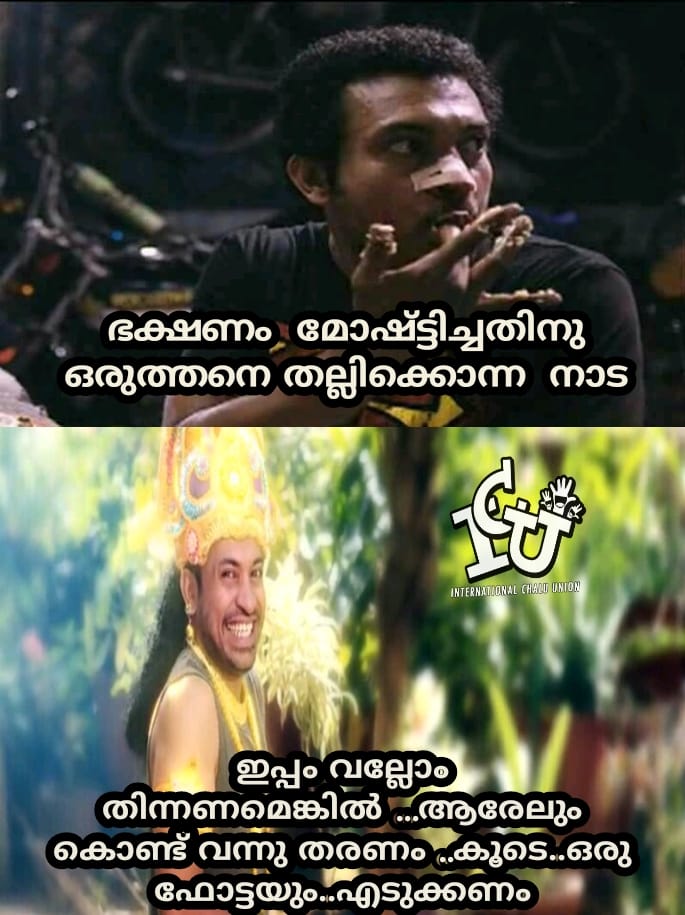 ഭക്ഷണം മോഷ്ട്ടിച്ചതിനു
ഒരുത്തനെ തല്ലിക്കൊന്ന നാട
ICU
INTERNATIONAL CHALU UNION
ഇപ്പം വല്ലോം
തിന്നണമെങ്കിൽ ...ആരേലും
കൊണ്ട് വന്നു തരണം ..കൂടെ..ഒരു
ഫോട്ടയും..എടുക്കണം